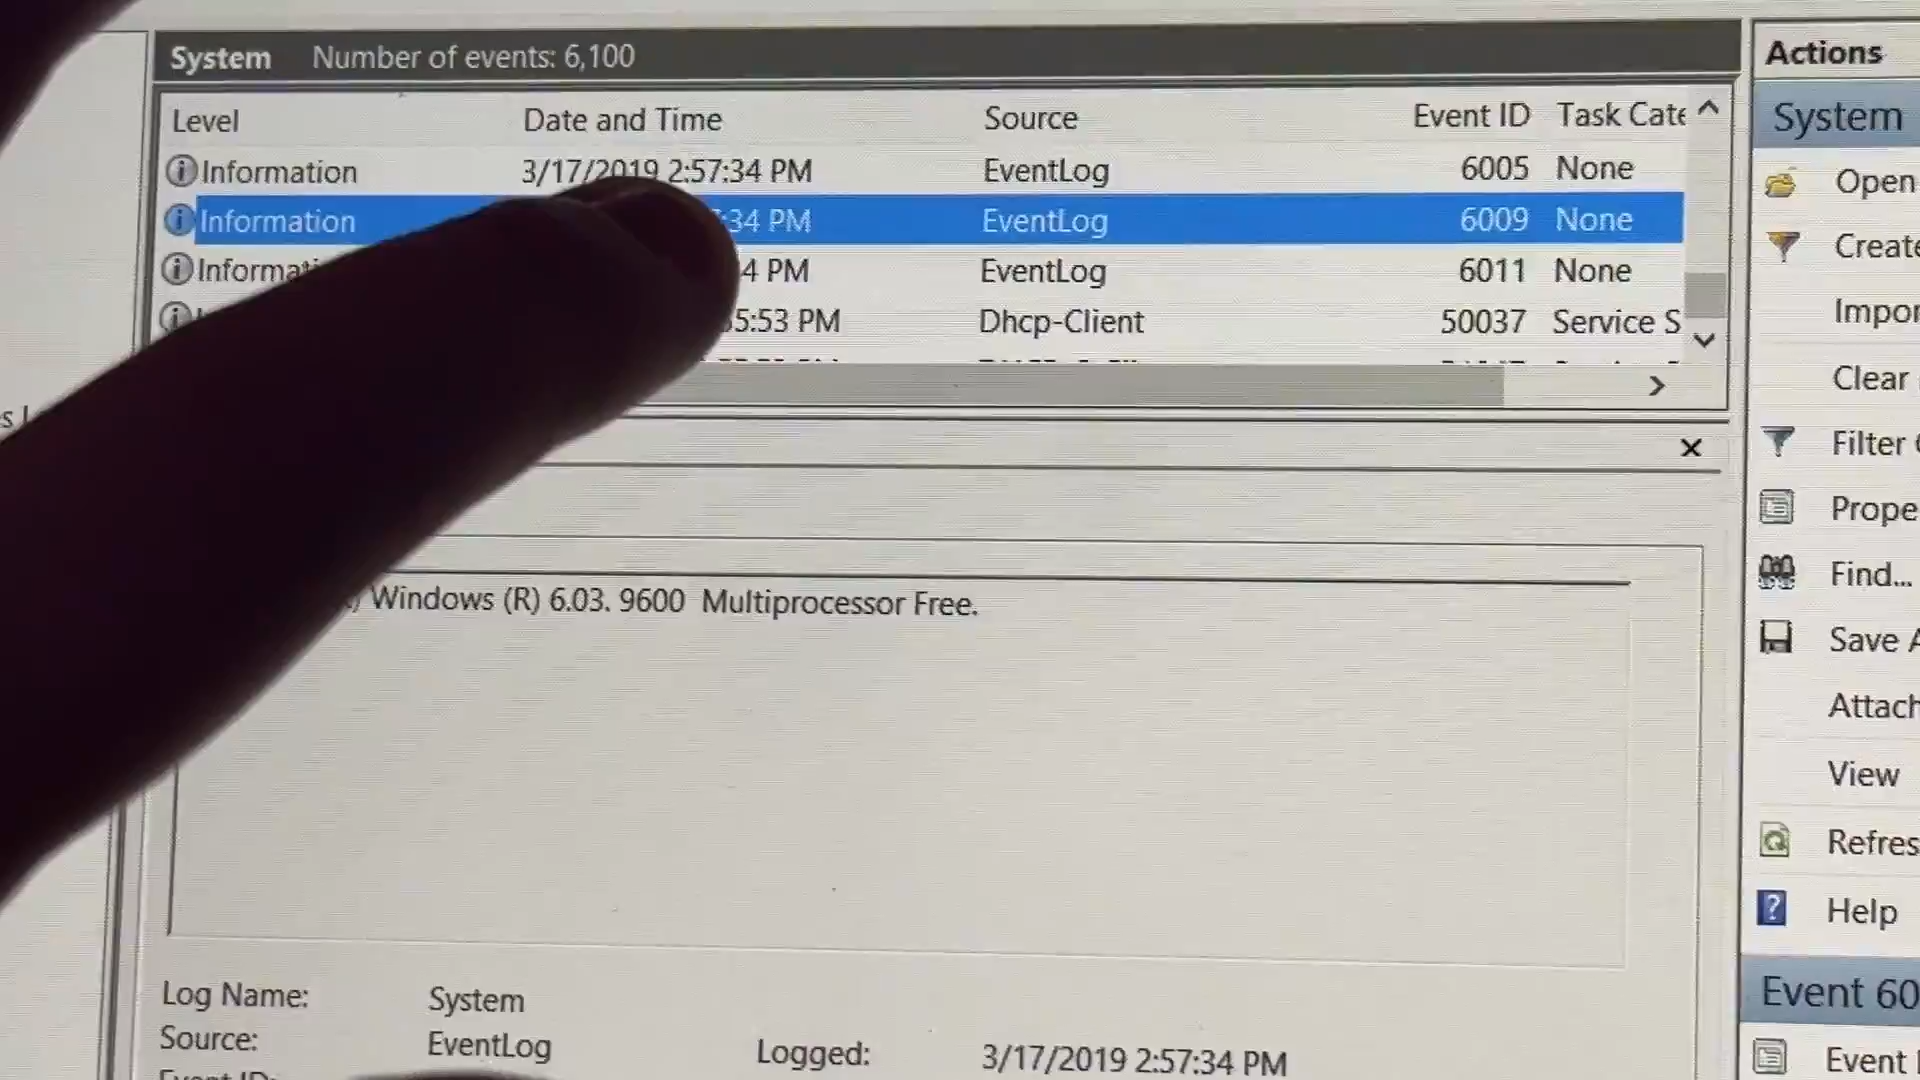 System Number of events: 6,100
Level Date and Time Source Event ID Task Cate
Information 3/17/2019 2:57:34 PM EventLog 6005 None
Information :34 PM EventLog 6009 None
Informati 4 PM EventLog 6011 None
5:53 PM Dhcp-Client 50037 Service S
Windows (R) 6.03. 9600 Multiprocessor Free.
Log Name: System
Source: EventLog Logged: 3/17/2019 2:57:34 PM
Event ID:
Actions
System
Open
Create
Impor
Clear
Filter
Prope
Find...
Save A
Attach
View
Refres
Help
Event 60
Event